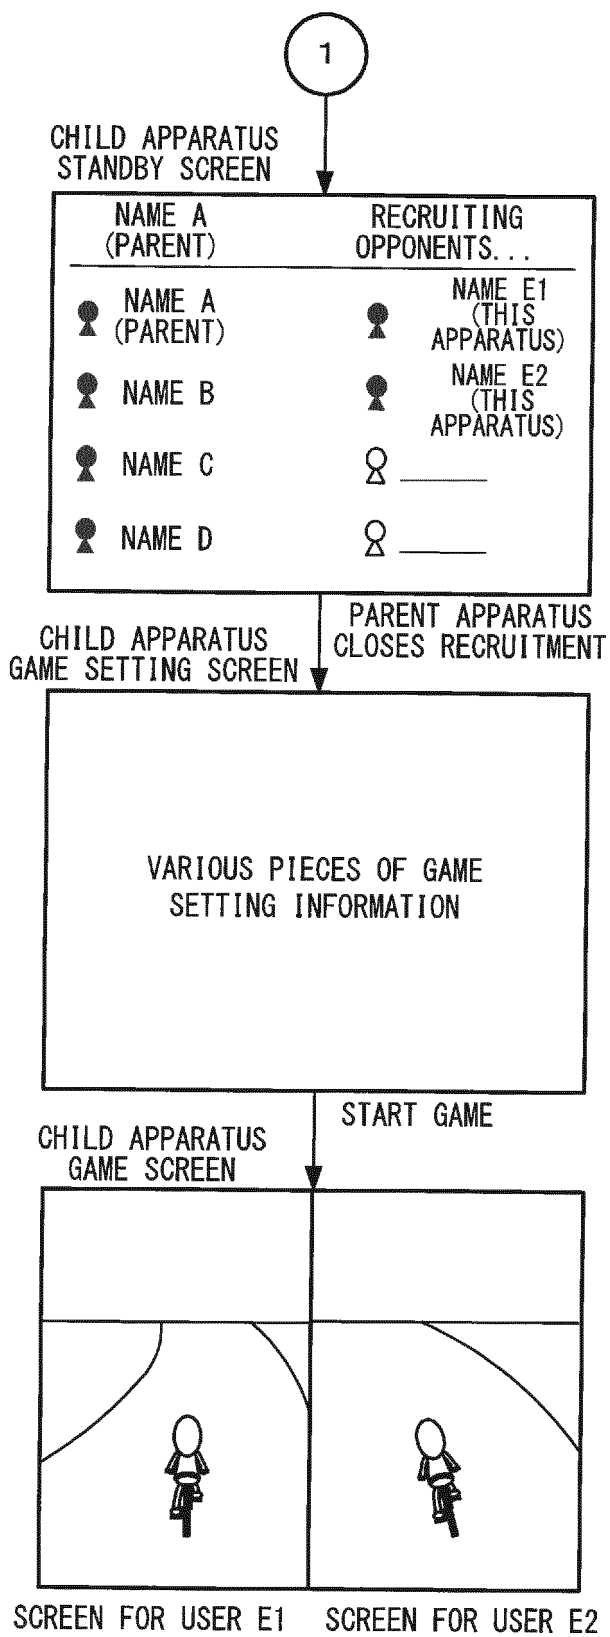 1
CHILD APPARATUS
STANDBY SCREEN
NAME A
(PARENT)
RECRUITING
OPPONENTS...
NAME A
(PARENT)
NAME E1
(THIS
APPARATUS)
NAME B
NAME E2
(THIS
APPARATUS)
NAME C
NAME D
PARENT APPARATUS
CLOSES RECRUITMENT
CHILD APPARATUS
GAME SETTING SCREEN
VARIOUS PIECES OF GAME
SETTING INFORMATION
START GAME
CHILD APPARATUS
GAME SCREEN
SCREEN FOR USER E1
SCREEN FOR USER E2